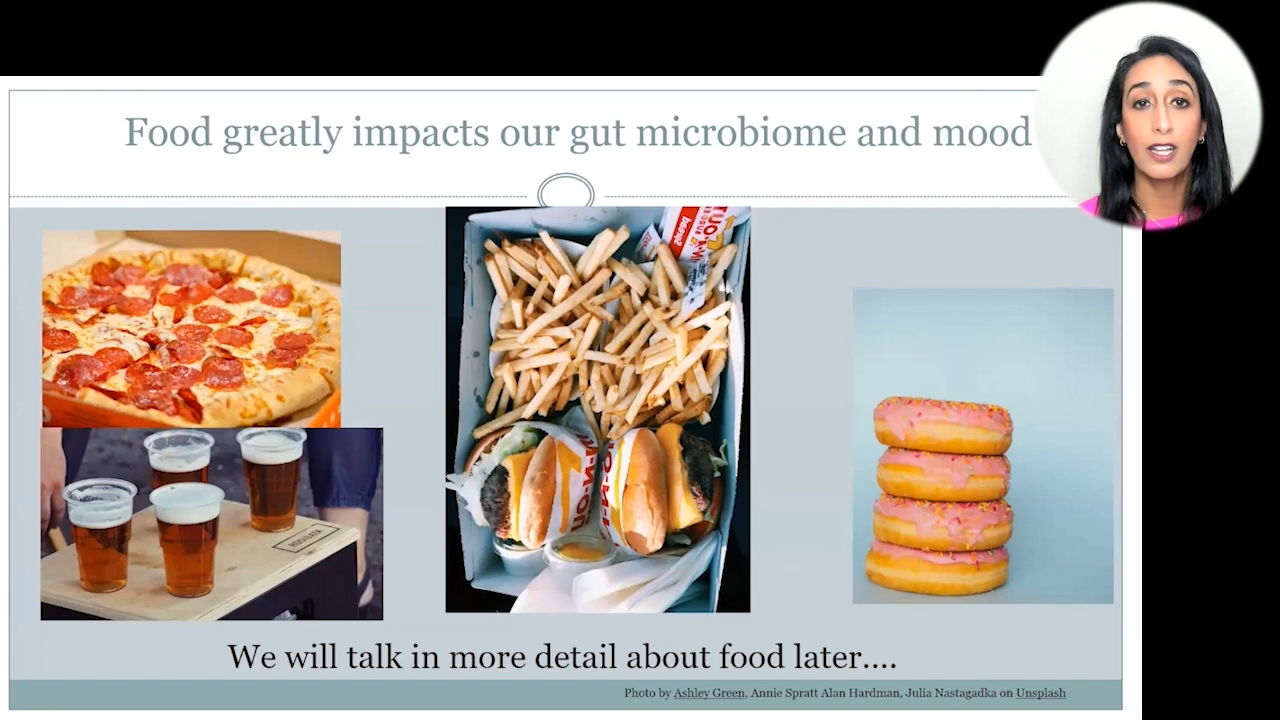 Food greatly impacts our gut microbiome and mood
We will talk in more detail about food later....
Photo by Ashley Green, Annie Spratt Alan Hardman, Julia Nastagadka on Unsplash